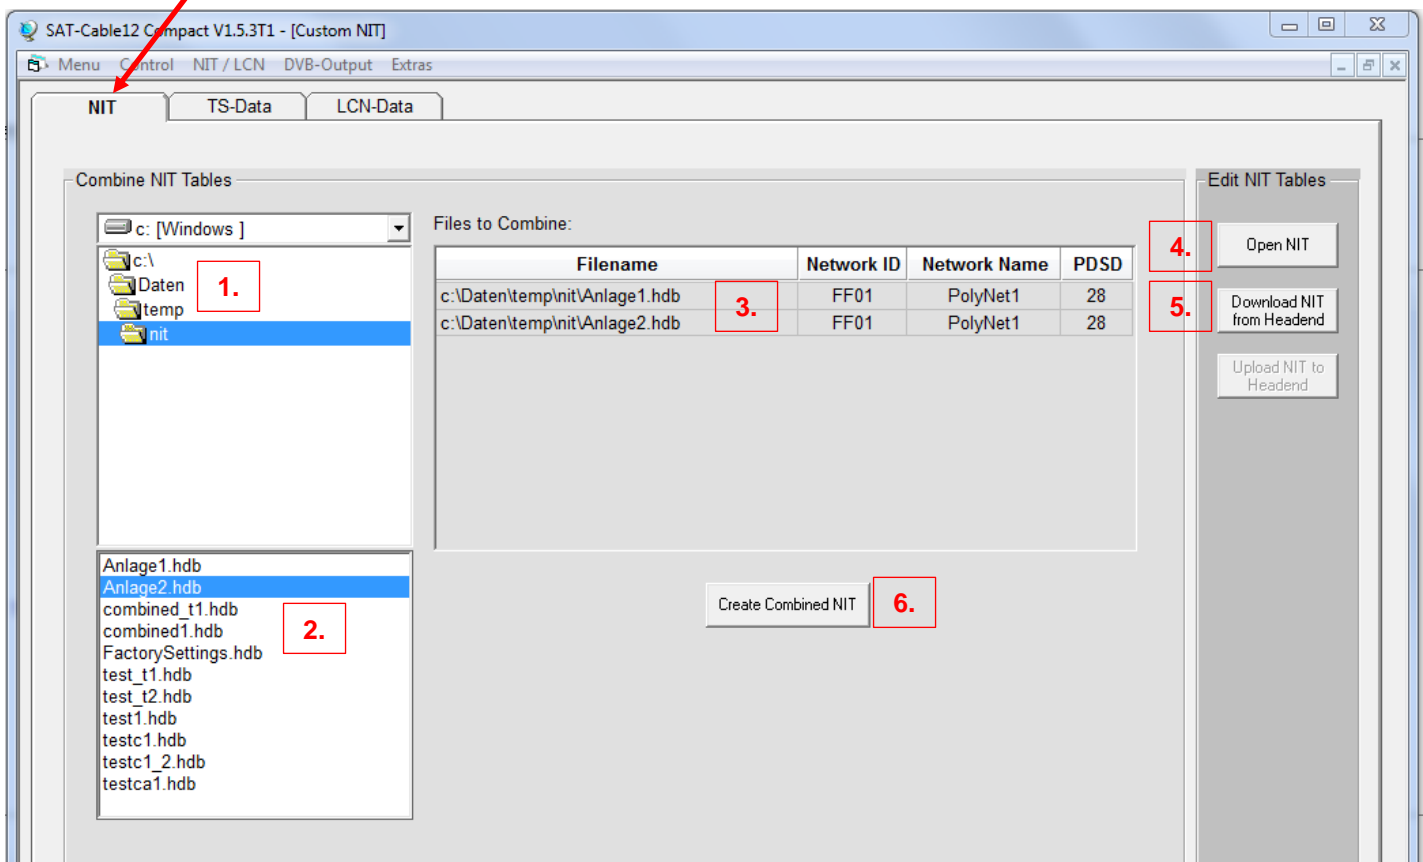 SAT-Cable12 Compact V1.5.3T1 - [Custom NIT]
Menu Control NIT / LCN DVB-Output Extras
NIT TS-Data LCN-Data
Combine NIT Tables
Edit NIT Tables
c: [Windows ]
Files to Combine:
c:\
Daten
temp
nit
1.
Filename Network ID Network Name PDSD
c:\Daten\temp\nit\Anlage1.hdb FF01 PolyNet1 28
c:\Daten\temp\nit\Anlage2.hdb FF01 PolyNet1 28
3.
4.
Open NIT
5.
Download NIT
from Headend
Upload NIT to
Headend
Anlage1.hdb
Anlage2.hdb
combined_t1.hdb
combined1.hdb
FactorySettings.hdb
test_t1.hdb
test_t2.hdb
test1.hdb
testc1.hdb
testc1_2.hdb
testca1.hdb
2.
Create Combined NIT
6.